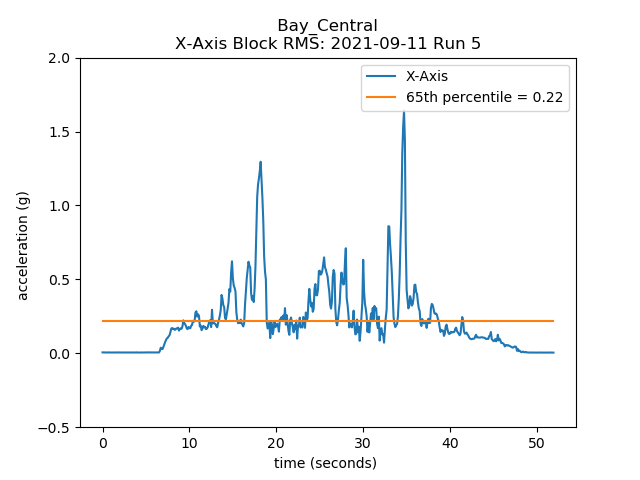 Bay_Central
X-Axis Block RMS: 2021-09-11 Run 5
X-Axis
65th percentile = 0.22
2.0
1.5
1.0
0.5
0.0
−0.5
acceleration (g)
0 10 20 30 40 50
time (seconds)